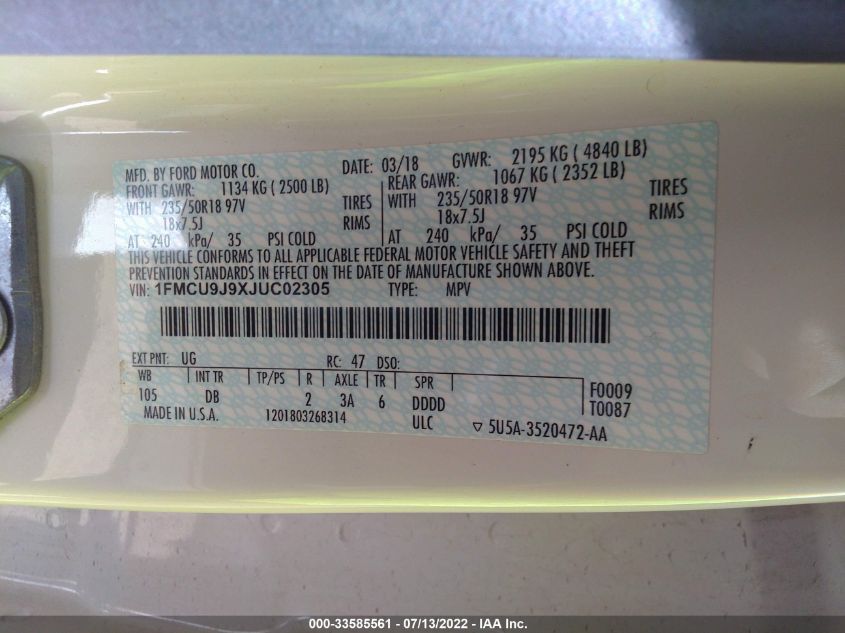 MFD. BY FORD MOTOR CO. DATE: 03/18 GVWR: 2195 KG ( 4840 LB)
FRONT GAWR: 1134 KG ( 2500 LB) REAR GAWR: 1067 KG ( 2352 LB)
WITH 235/50R18 97V TIRES WITH 235/50R18 97V TIRES
18x7.5J RIMS 18x7.5J RIMS
AT 240 kPa/ 35 PSI COLD AT 240 kPa/ 35 PSI COLD
THIS VEHICLE CONFORMS TO ALL APPLICABLE FEDERAL MOTOR VEHICLE SAFETY AND THEFT
PREVENTION STANDARDS IN EFFECT ON THE DATE OF MANUFACTURE SHOWN ABOVE.
VIN: 1FMCU9J9XJUC02305 TYPE: MPV
EXT PNT: UG RC: 47 DSO:
WB INT TR TP/PS R AXLE TR SPR F0009
105 DB 2 3A 6 DDDD T0087
MADE IN U.S.A. 1201803268314 ULC ▽ 5U5A-3520472-AA
000-33585561 - 07/13/2022 - IAA Inc.